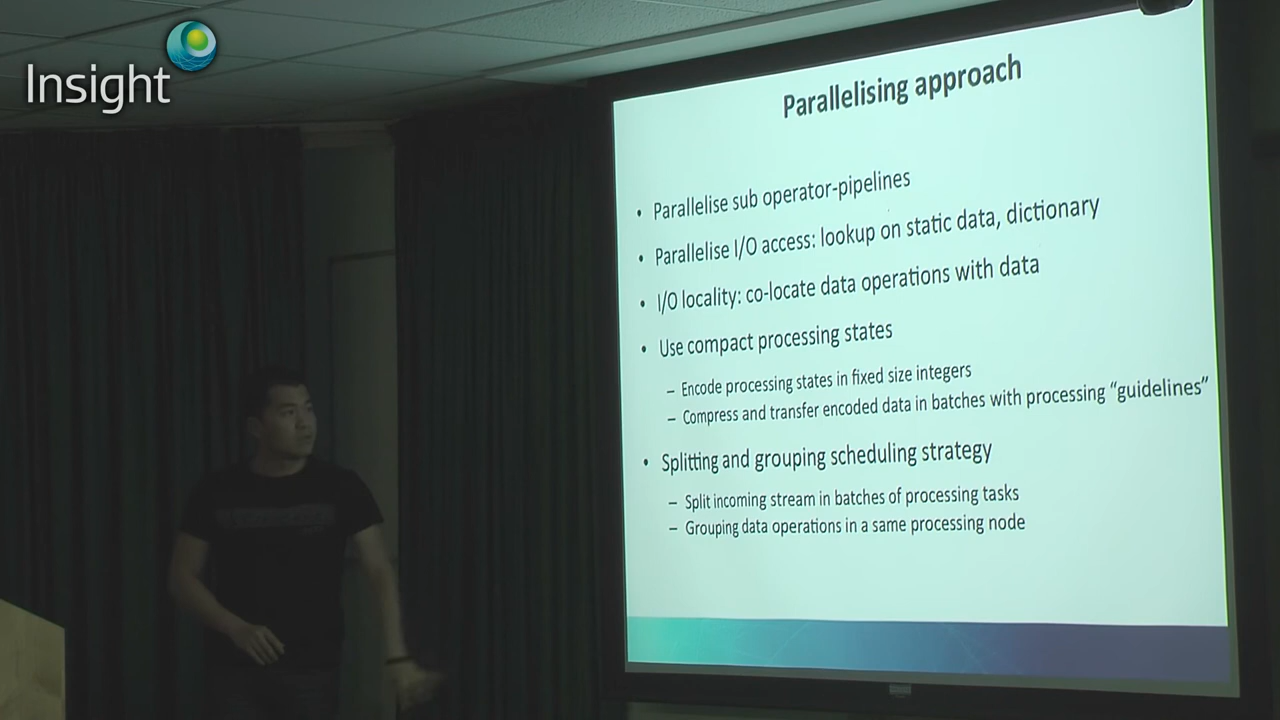 Insight
Parallelising approach
• Parallelise sub operator-pipelines
• Parallelise I/O access: lookup on static data, dictionary
• I/O locality: co-locate data operations with data
• Use compact processing states
– Encode processing states in fixed size integers
– Compress and transfer encoded data in batches with processing “guidelines”
• Splitting and grouping scheduling strategy
– Split incoming stream in batches of processing tasks
– Grouping data operations in a same processing node